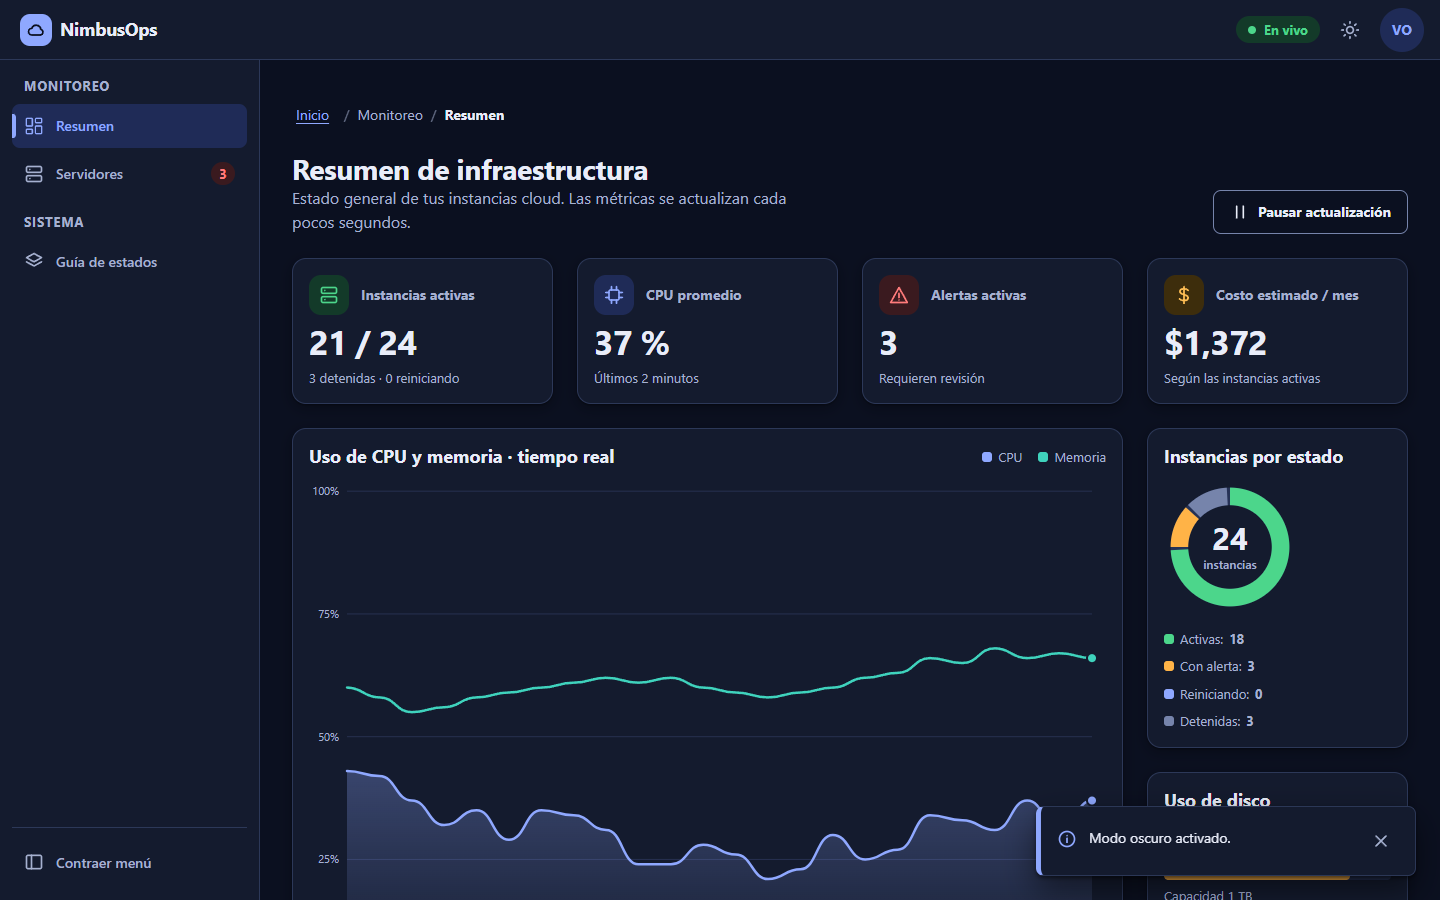 NimbusOps
En vivo
VO
MONITOREO
Resumen
Servidores
3
SISTEMA
Guía de estados
Contraer menú
Inicio / Monitoreo / Resumen
Resumen de infraestructura
Estado general de tus instancias cloud. Las métricas se actualizan cada
pocos segundos.
Pausar actualización
Instancias activas
21 / 24
3 detenidas · 0 reiniciando
CPU promedio
37 %
Últimos 2 minutos
Alertas activas
3
Requieren revisión
Costo estimado / mes
$1,372
Según las instancias activas
Uso de CPU y memoria · tiempo real
CPU
Memoria
100%
75%
50%
25%
Instancias por estado
24
instancias
Activas: 18
Con alerta: 3
Reiniciando: 0
Detenidas: 3
Uso de disco
Modo oscuro activado.
Capacidad 1 TB